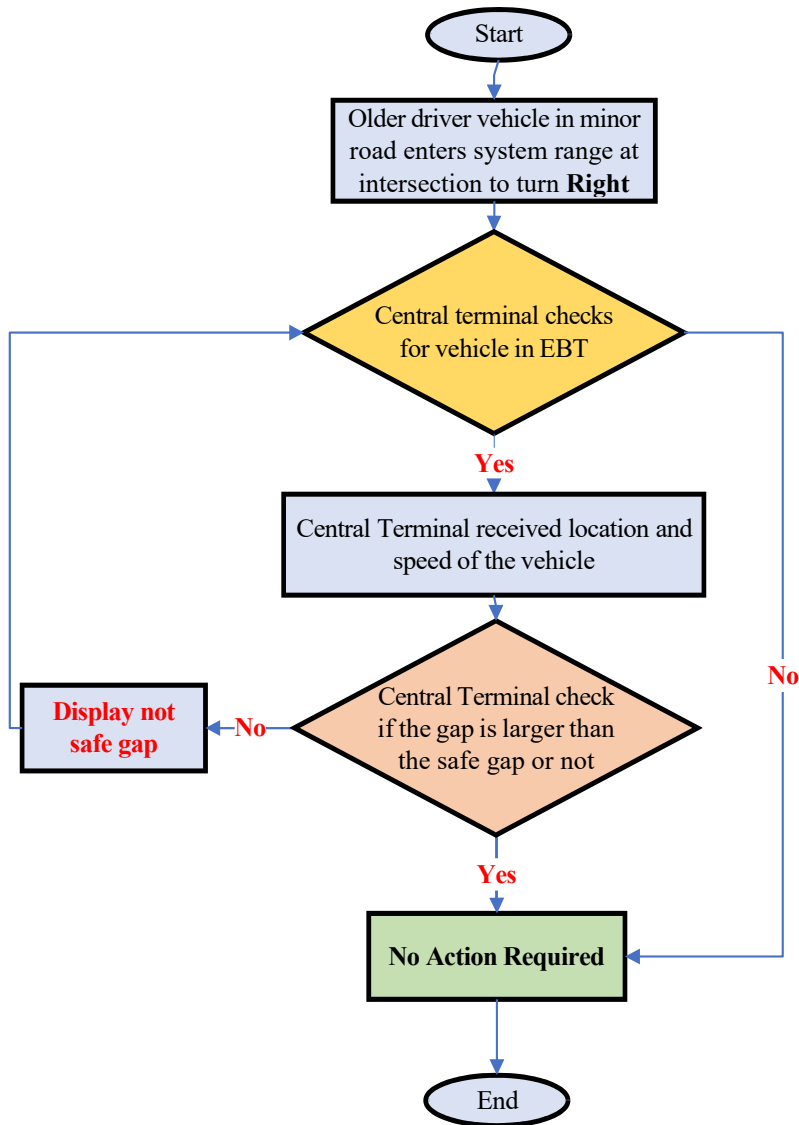 Start
Older driver vehicle in minor
road enters system range at
intersection to turn Right
Central terminal checks
for vehicle in EBT
Yes
Central Terminal received location and
speed of the vehicle
No
Display not
safe gap
No
Central Terminal check
if the gap is larger than
the safe gap or not
Yes
No Action Required
End